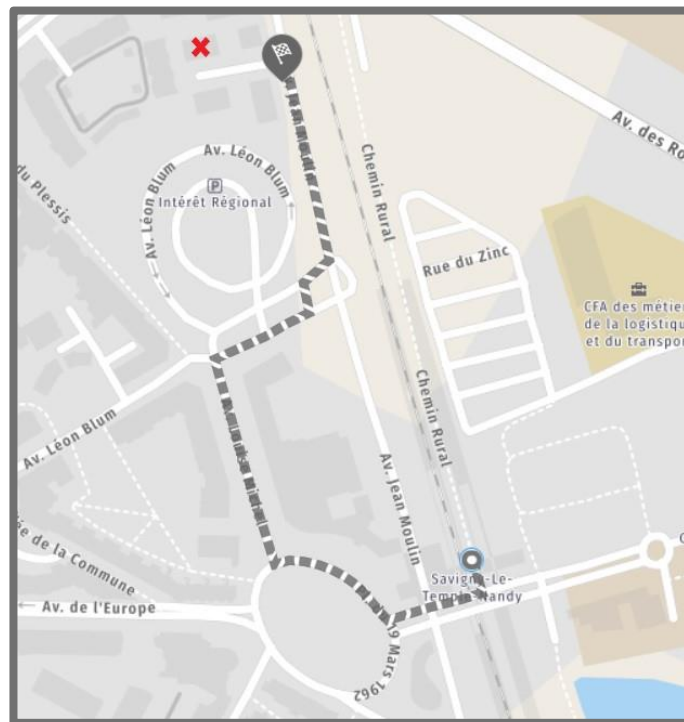 Av. des Ro
Chemin Rural
Av. Léon Blum
Av. Léon Blum
P
Intérêt Régional
du Plessis
Rue du Zinc
CFA des métier
de la logistique
et du transpor
Chemin Rural
Av. Léon Blum
Av. Jean Moulin
ée de la Commune
Savigny-Le-
Temple-Nandy
← Av. de l'Europe
19 Mars 1962